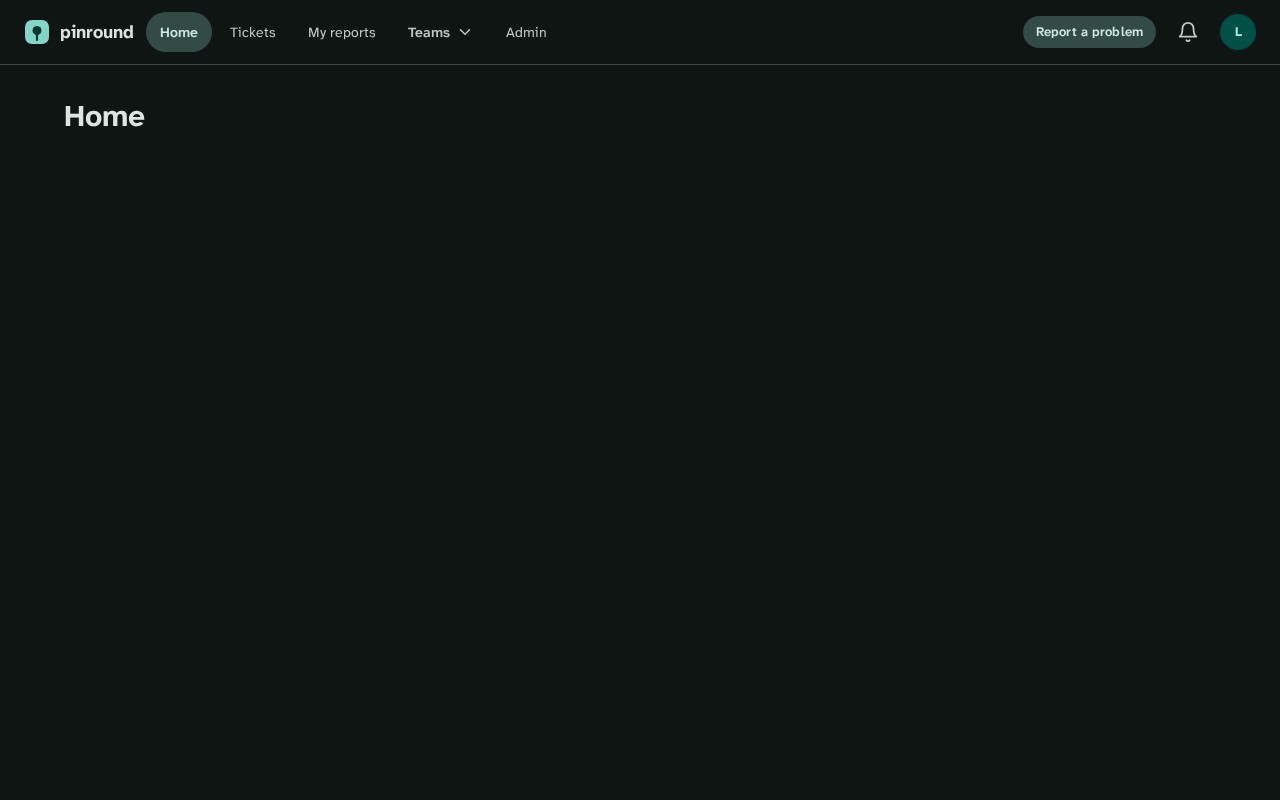 pinround
Home
Tickets
My reports
Teams
Admin
Report a problem
L
Home